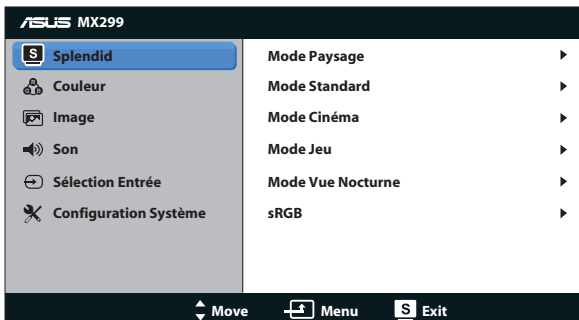 ASUS MX299
S Splendid
Couleur
Image
Son
Sélection Entrée
Configuration Système
Mode Paysage
Mode Standard
Mode Cinéma
Mode Jeu
Mode Vue Nocturne
sRGB
Move Menu S Exit